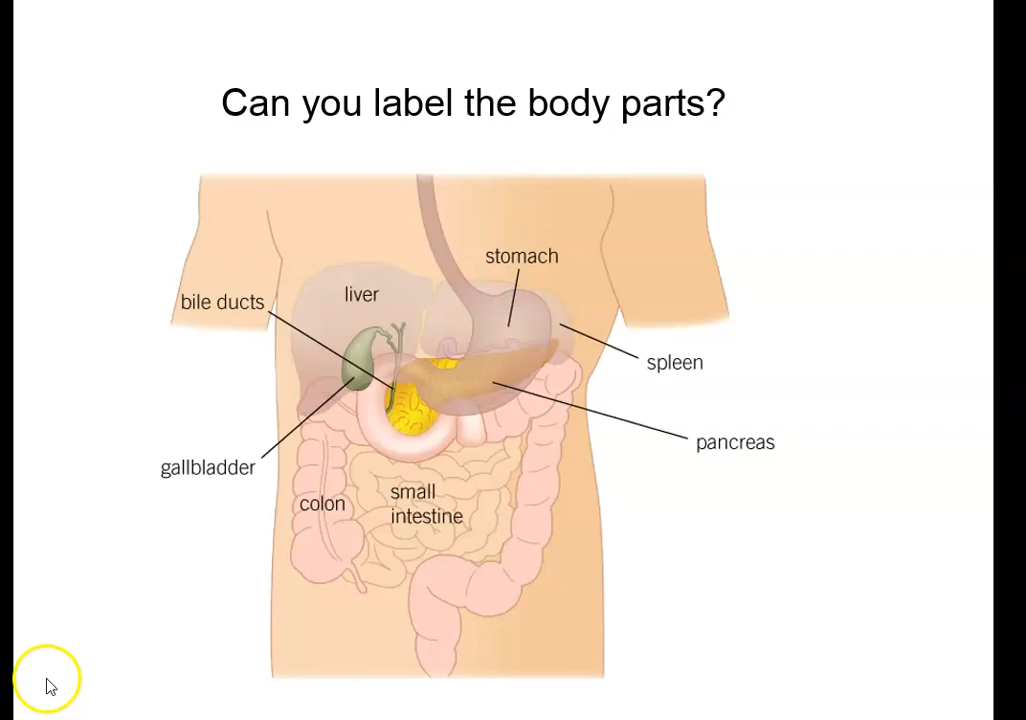 Can you label the body parts?
stomach
liver
bile ducts
spleen
pancreas
gallbladder
colon
small
intestine